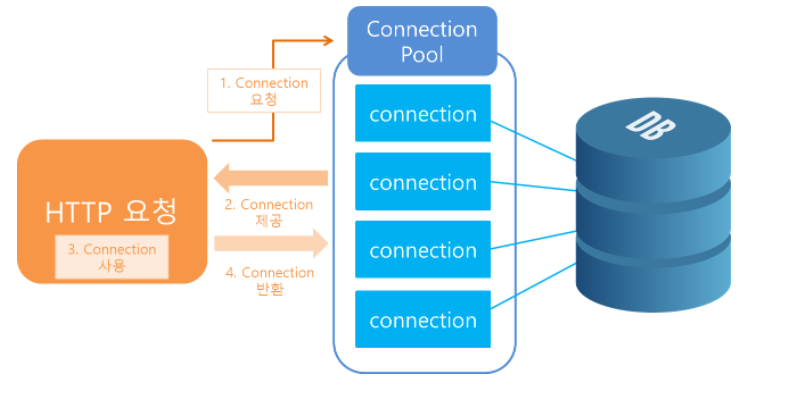 Connection
Pool
1. Connection
요청
connection
DB
connection
HTTP 요청
2. Connection
제공
3. Connection
사용
connection
4. Connection
반환
connection